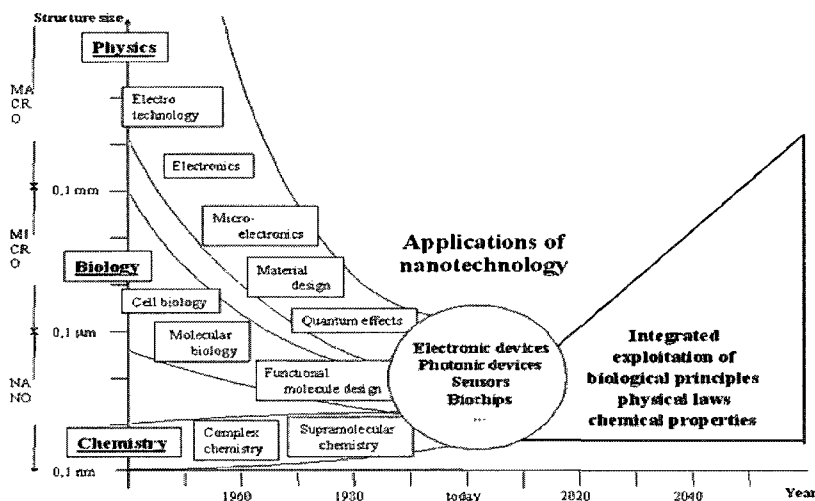 Structure size
Physics
MA
CR
O
Electro
technology
Electronics
0,1 mm
Micro-
electronics
MI
CR
O
Applications of
nanotechnology
Biology
Material
design
Cell biology
Quantum effects
0,1 µm
Molecular
biology
Electronic devices
Photonic devices
Sensors
Biochips
...
Integrated
exploitation of
biological principles
physical laws
chemical properties
Functional
molecule design
NA
NO
Chemistry
Complex
chemistry
Supramolecular
chemistry
0,1 nm
1960
1930
today
2820
2040
Year